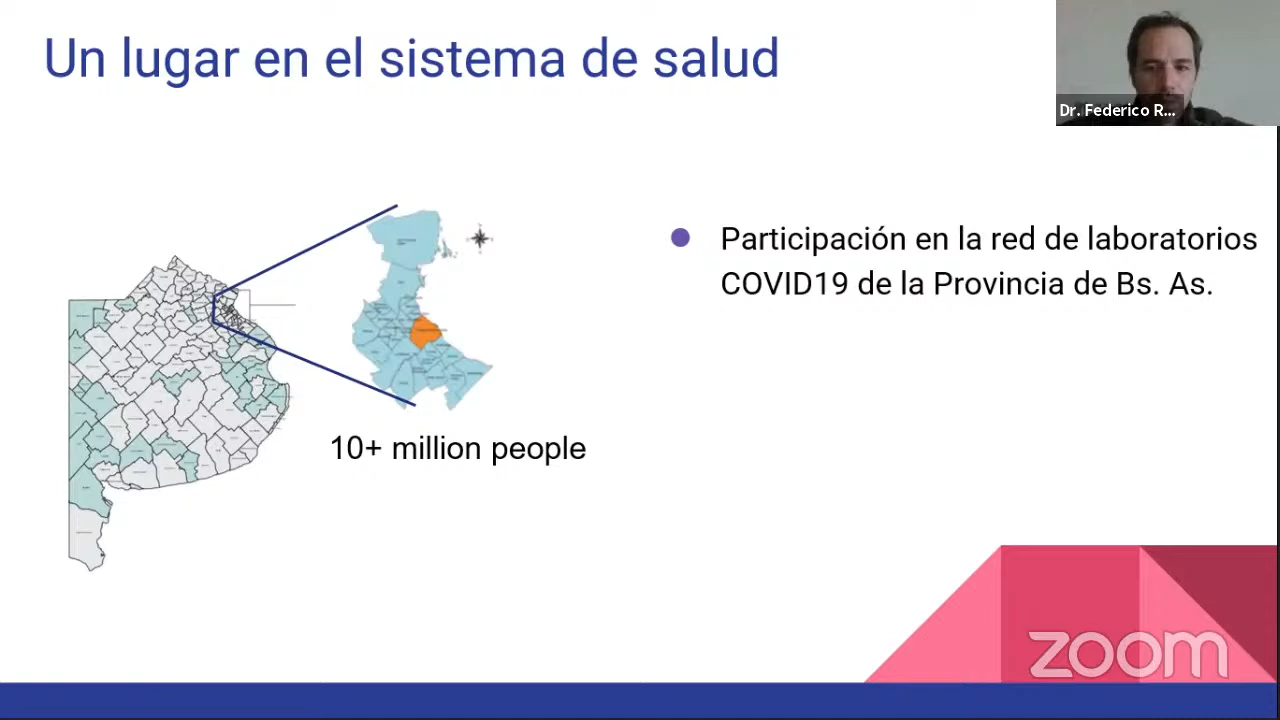 Un lugar en el sistema de salud
Dr. Federico R...
Participación en la red de laboratorios
COVID19 de la Provincia de Bs. As.
10+ million people
zoom